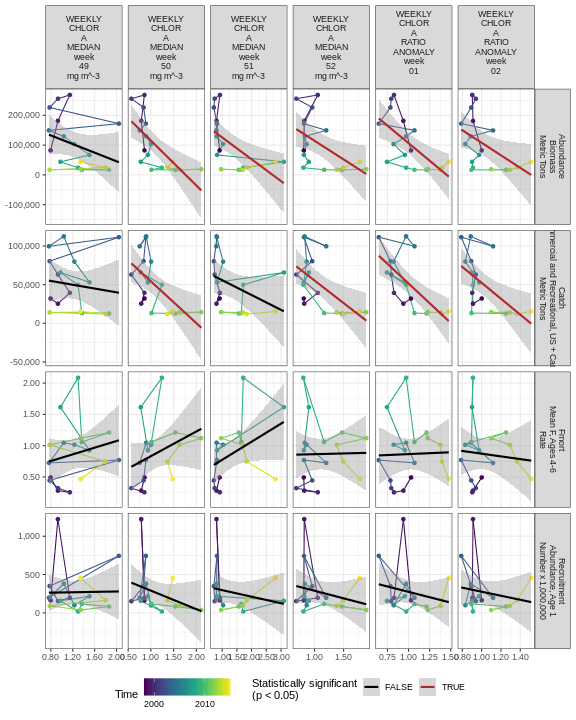 WEEKLY
CHLOR
A
MEDIAN
week
49
mg m^-3
WEEKLY
CHLOR
A
MEDIAN
week
50
mg m^-3
WEEKLY
CHLOR
A
MEDIAN
week
51
mg m^-3
WEEKLY
CHLOR
A
MEDIAN
week
52
mg m^-3
WEEKLY
CHLOR
A
RATIO
ANOMALY
week
01
WEEKLY
CHLOR
A
RATIO
ANOMALY
week
02
200,000
100,000
0
-100,000
Abundance
Biomass
Metric Tons
100,000
50,000
0
-50,000
Catch
mercial and Recreational, US + Ca
Metric Tons
2.00
1.50
1.00
0.50
Fmort
Mean F, Ages 4-6
Rate
1,000
500
0
Recruitment
Abundance, Age 1
Number x 1,000,000
0.80 1.20 1.60 2.00
0.50 1.00 1.50 2.00
1.00 1.50 2.00 2.50 3.00
1.00 1.50
0.75 1.00 1.25 1.50
0.80 1.00 1.20 1.40
Time
2000 2010
Statistically significant
(p < 0.05)
FALSE
TRUE